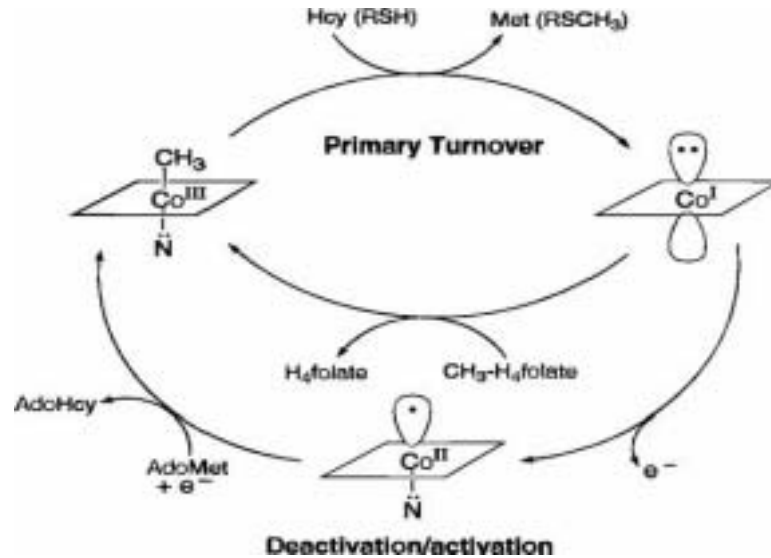 Hcy (RSH) Met (RSCH₃)
Primary Turnover
CH₃
Coᴵᴵᴵ
N̈
••
Coᴵ
H₄folate CH₃-H₄folate
AdoHcy
AdoMet
+ e⁻
•
Coᴵᴵ
N̈
e⁻
Deactivation/activation